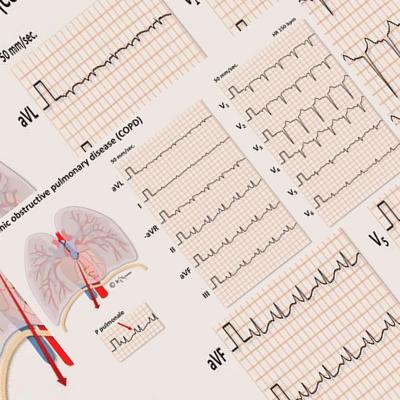 50 mm/sec
aVL
nic obstructive pulmonary disease (COPD)
50 mm/sec.
aVL
I
-aVR
II
aVF
III
50 mm/sec.
HR 150 bpm
V1
V2
V3
V4
V5
V6
P pulmonale
V5
aVF